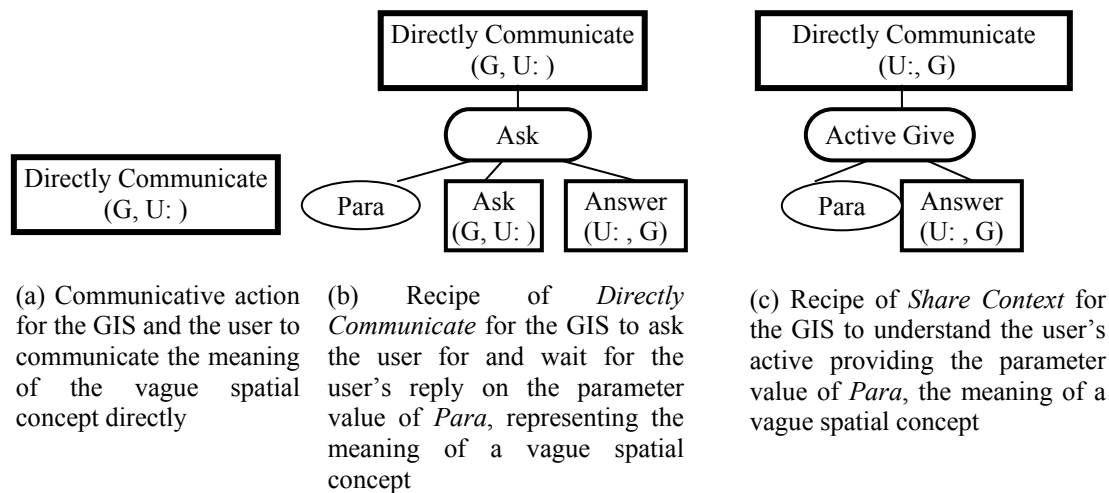 Directly Communicate
(G, U: )
(a) Communicative action
for the GIS and the user to
communicate the meaning
of the vague spatial
concept directly
Directly Communicate
(G, U: )
Ask
Para
Ask
(G, U: )
Answer
(U: , G)
(b) Recipe of Directly
Communicate for the GIS to ask
the user for and wait for the
user's reply on the parameter
value of Para, representing the
meaning of a vague spatial
concept
Directly Communicate
(U:, G)
Active Give
Para
Answer
(U: , G)
(c) Recipe of Share Context for
the GIS to understand the user's
active providing the parameter
value of Para, the meaning of a
vague spatial concept